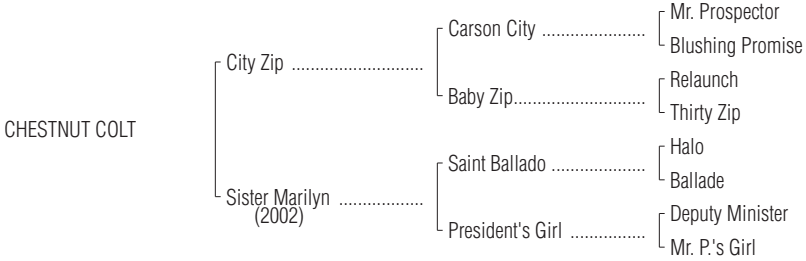 Mr. Prospector
Carson City ......................
Blushing Promise
City Zip ............................
Relaunch
Baby Zip............................
Thirty Zip
CHESTNUT COLT
Halo
Saint Ballado ....................
Ballade
Sister Marilyn ..................
(2002)
Deputy Minister
President's Girl ................
Mr. P.'s Girl